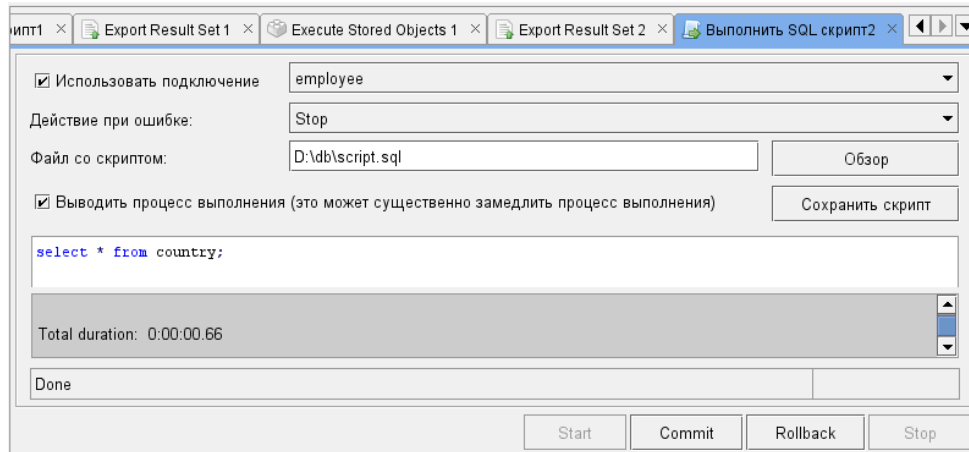 ипт1 Export Result Set 1 Execute Stored Objects 1 Export Result Set 2 Выполнить SQL скрипт2
Использовать подключение employee
Действие при ошибке: Stop
Файл со скриптом: D:\db\script.sql Обзор
Выводить процесс выполнения (это может существенно замедлить процесс выполнения) Сохранить скрипт
select * from country;
Total duration: 0:00:00.66
Done
Start Commit Rollback Stop